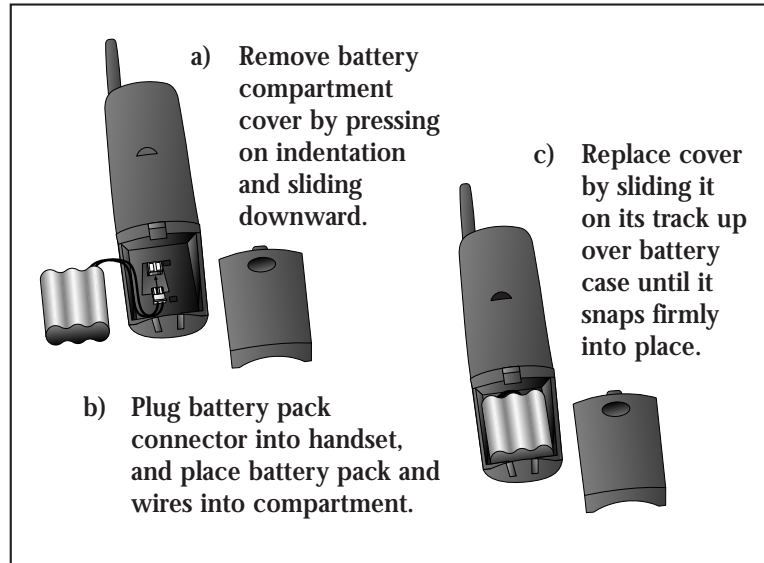 a) Remove battery
compartment
cover by pressing
on indentation
and sliding
downward.
b) Plug battery pack
connector into handset,
and place battery pack and
wires into compartment.
c) Replace cover
by sliding it
on its track up
over battery
case until it
snaps firmly
into place.